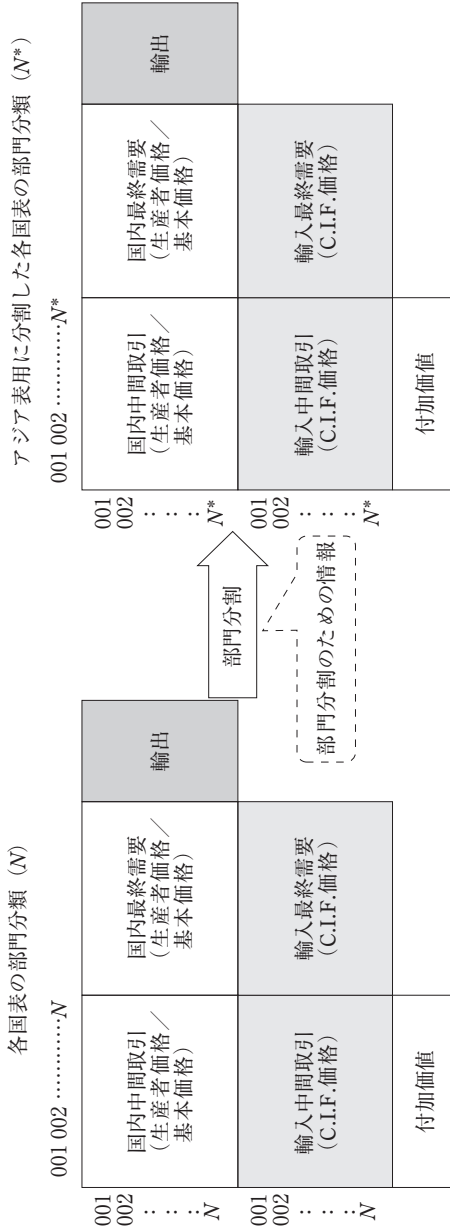 各国表の部門分類（N）
001 002 …………N
001
002
:
:
:
N
国内中間取引
(生産者価格／
基本価格)
国内最終需要
(生産者価格／
基本価格)
輸出
001
002
:
:
:
N
輸入中間取引
(C.I.F.価格)
輸入最終需要
(C.I.F.価格)
付加価値
部門分割
部門分割のための情報
アジア表用に分割した各国表の部門分類（N*）
001 002 …………N*
001
002
:
:
:
N*
国内中間取引
(生産者価格／
基本価格)
国内最終需要
(生産者価格／
基本価格)
輸出
001
002
:
:
:
N*
輸入中間取引
(C.I.F.価格)
輸入最終需要
(C.I.F.価格)
付加価値